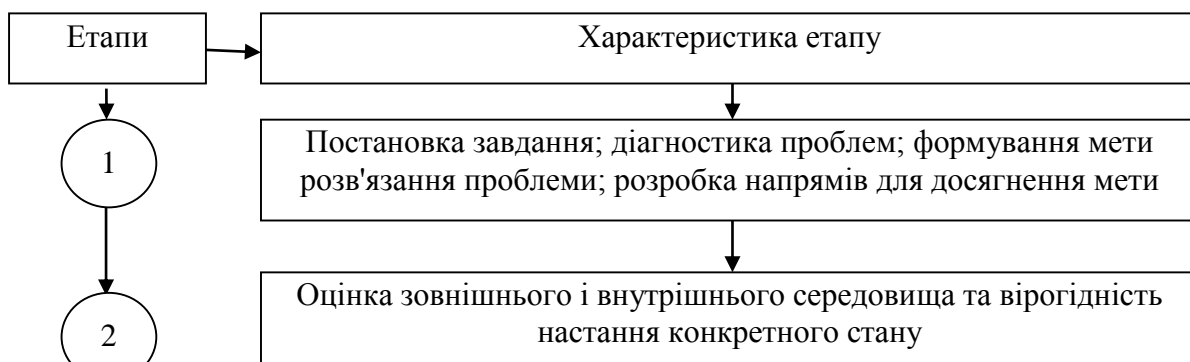 Етапи
Характеристика етапу
1
Постановка завдання; діагностика проблем; формування мети
розв'язання проблеми; розробка напрямів для досягнення мети
2
Оцінка зовнішнього і внутрішнього середовища та вірогідність
настання конкретного стану